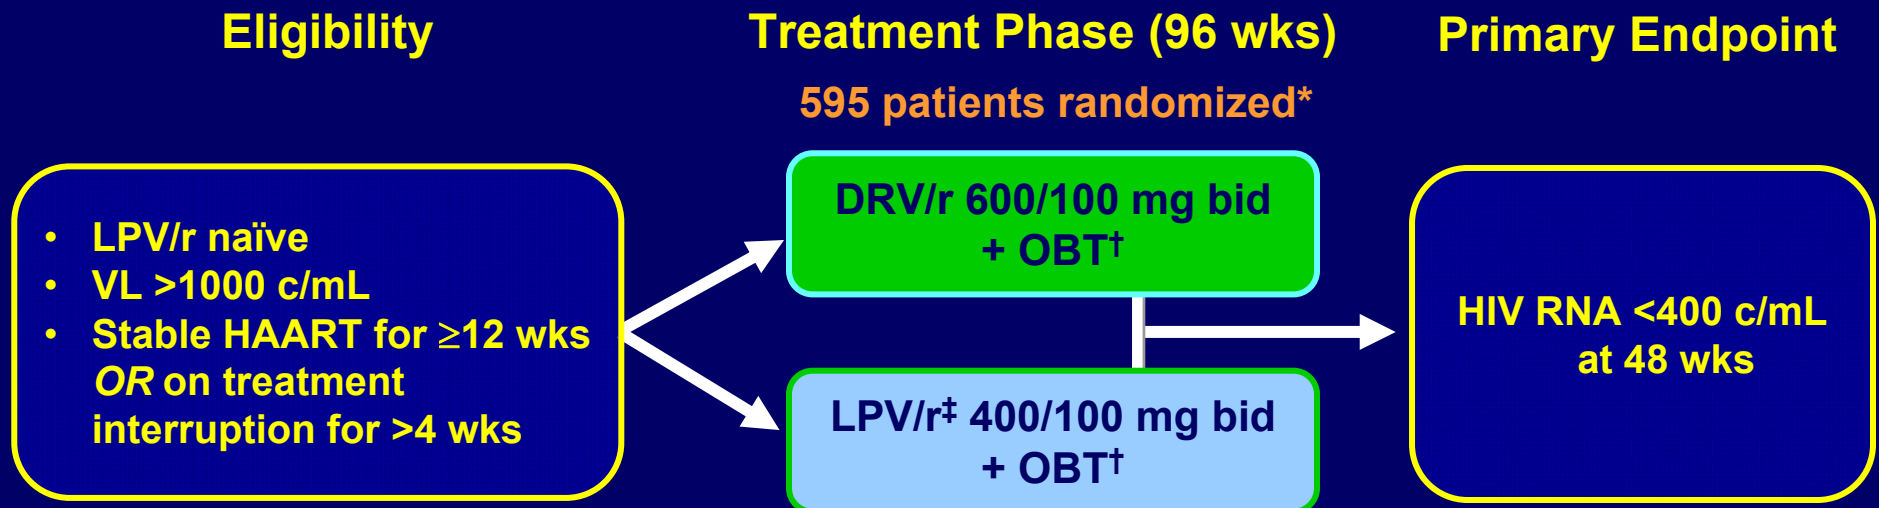 Eligibility
Treatment Phase (96 wks)
Primary Endpoint
595 patients randomized*
• LPV/r naïve
• VL >1000 c/mL
• Stable HAART for ≥12 wks
OR on treatment
interruption for >4 wks
DRV/r 600/100 mg bid
+ OBT†
LPV/r‡ 400/100 mg bid
+ OBT†
HIV RNA <400 c/mL
at 48 wks